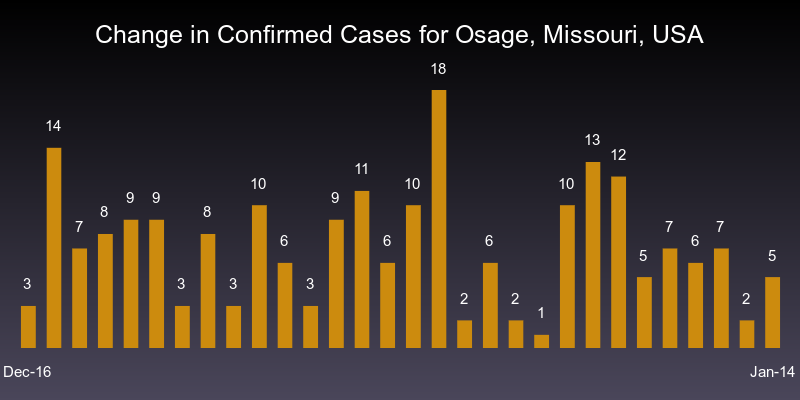 Change in Confirmed Cases for Osage, Missouri, USA
3 14 7 8 9 9 3 8 3 10 6 3 9 11 6 10 18 2 6 2 1 10 13 12 5 7 6 7 2 5
Dec-16 Jan-14